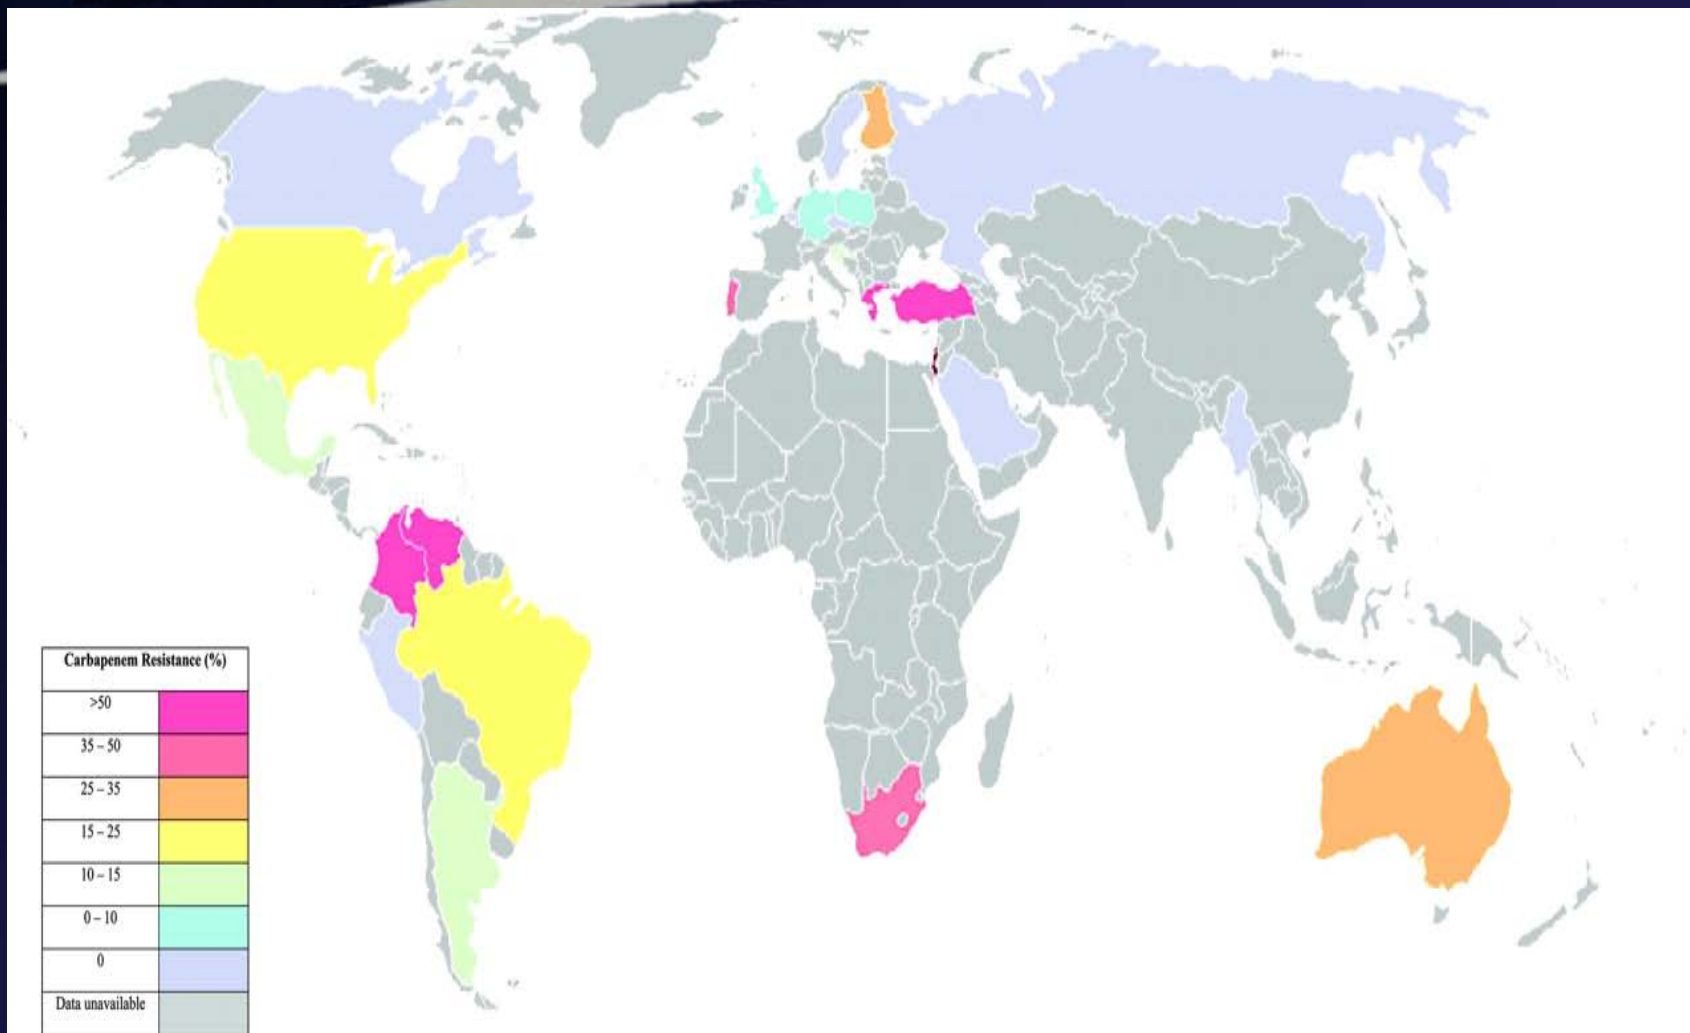 Carbapenem Resistance (%)
>50
35 – 50
25 – 35
15 – 25
10 – 15
0 – 10
0
Data unavailable